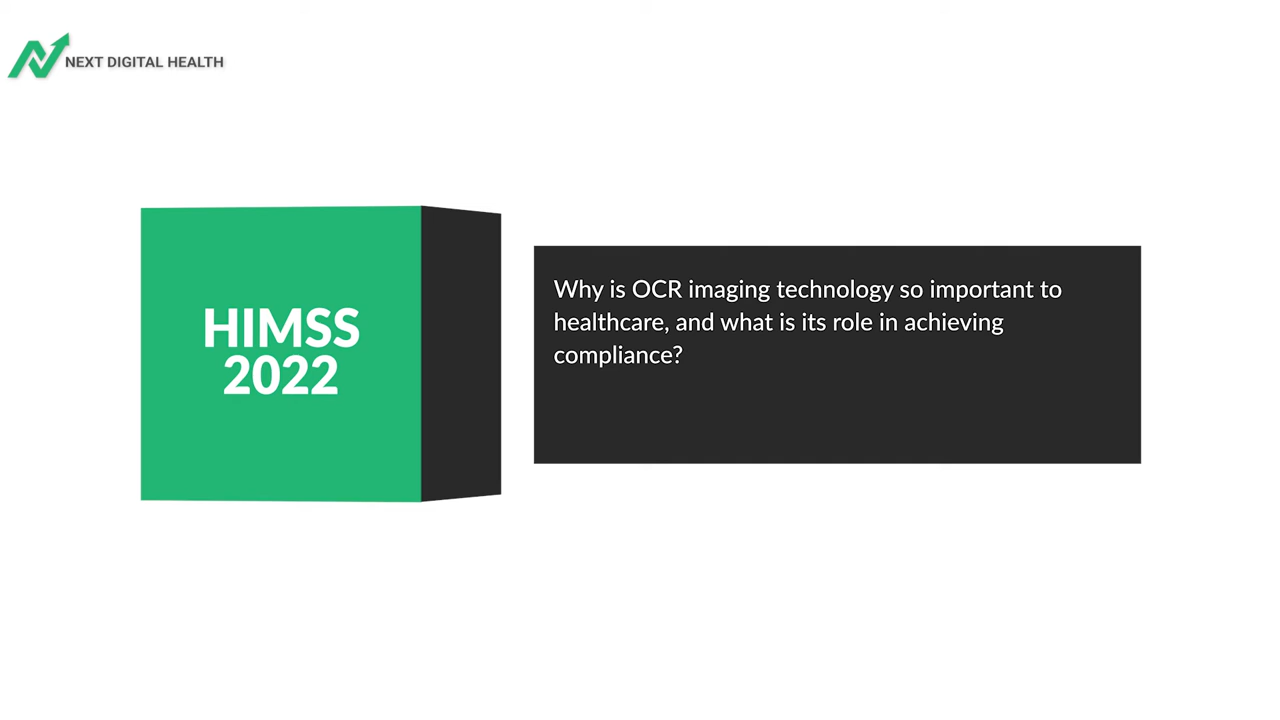 NEXT DIGITAL HEALTH
HIMSS
2022
Why is OCR imaging technology so important to
healthcare, and what is its role in achieving
compliance?